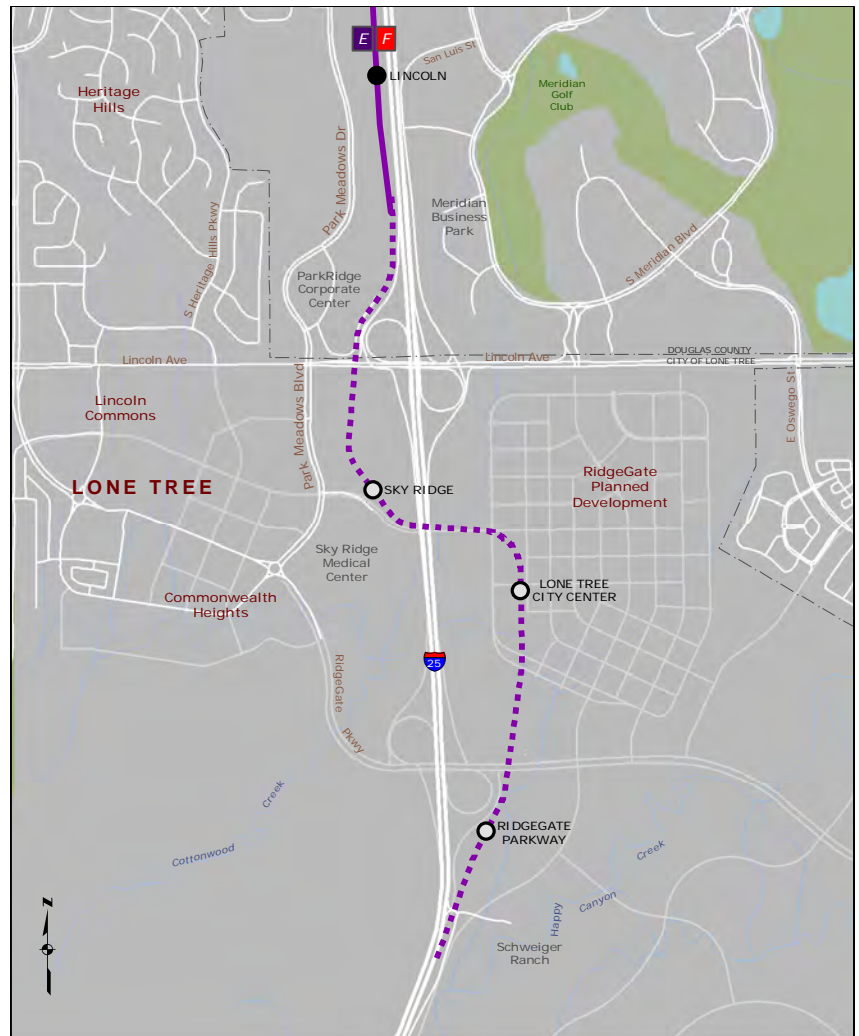 E F
LINCOLN
San Luis St
Heritage
Hills
Meridian
Golf
Club
Park Meadows Dr
Meridian
Business
Park
S Heritage Hills Pkwy
S Meridian Blvd
ParkRidge
Corporate
Center
Lincoln Ave
Lincoln Ave
DOUGLAS COUNTY
CITY OF LONE TREE
Lincoln
Commons
Park Meadows Blvd
E Oswego St
LONE TREE
SKY RIDGE
RidgeGate
Planned
Development
Sky Ridge
Medical
Center
LONE TREE
CITY CENTER
Commonwealth
Heights
25
RidgeGate
Pkwy
Cottonwood
Creek
RIDGEGATE
PARKWAY
Happy
Canyon
Creek
Schweiger
Ranch
N